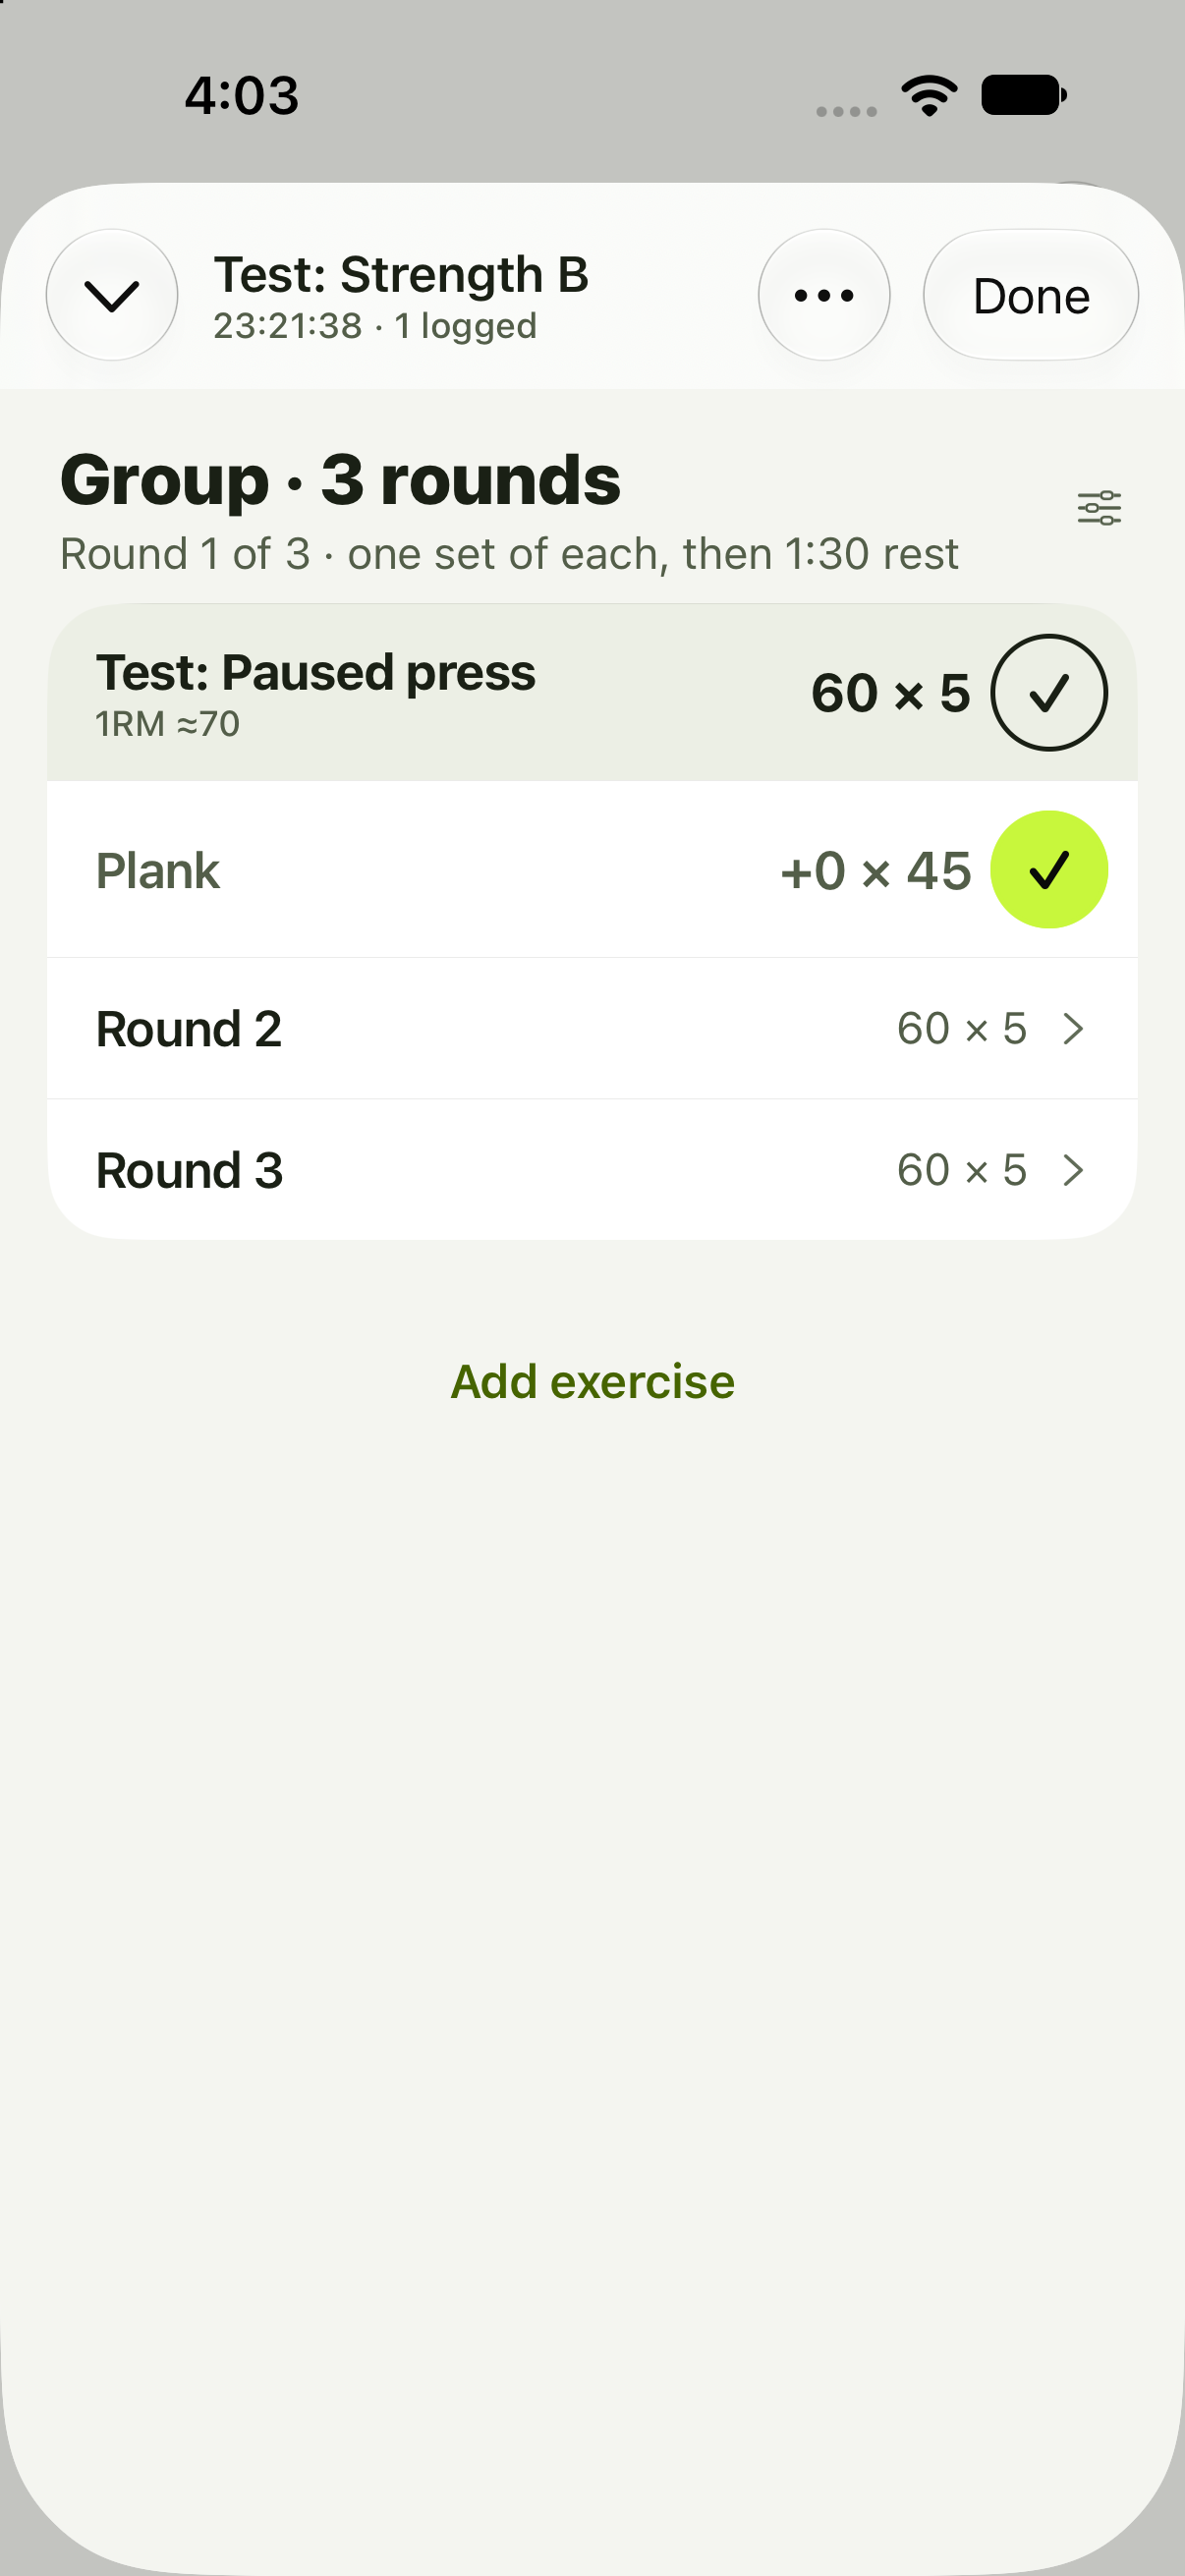 4:03
Test: Strength B
23:21:38 · 1 logged
Done
Group · 3 rounds
Round 1 of 3 · one set of each, then 1:30 rest
Test: Paused press
1RM ≈70
60 × 5
Plank
+0 × 45
Round 2
60 × 5
Round 3
60 × 5
Add exercise